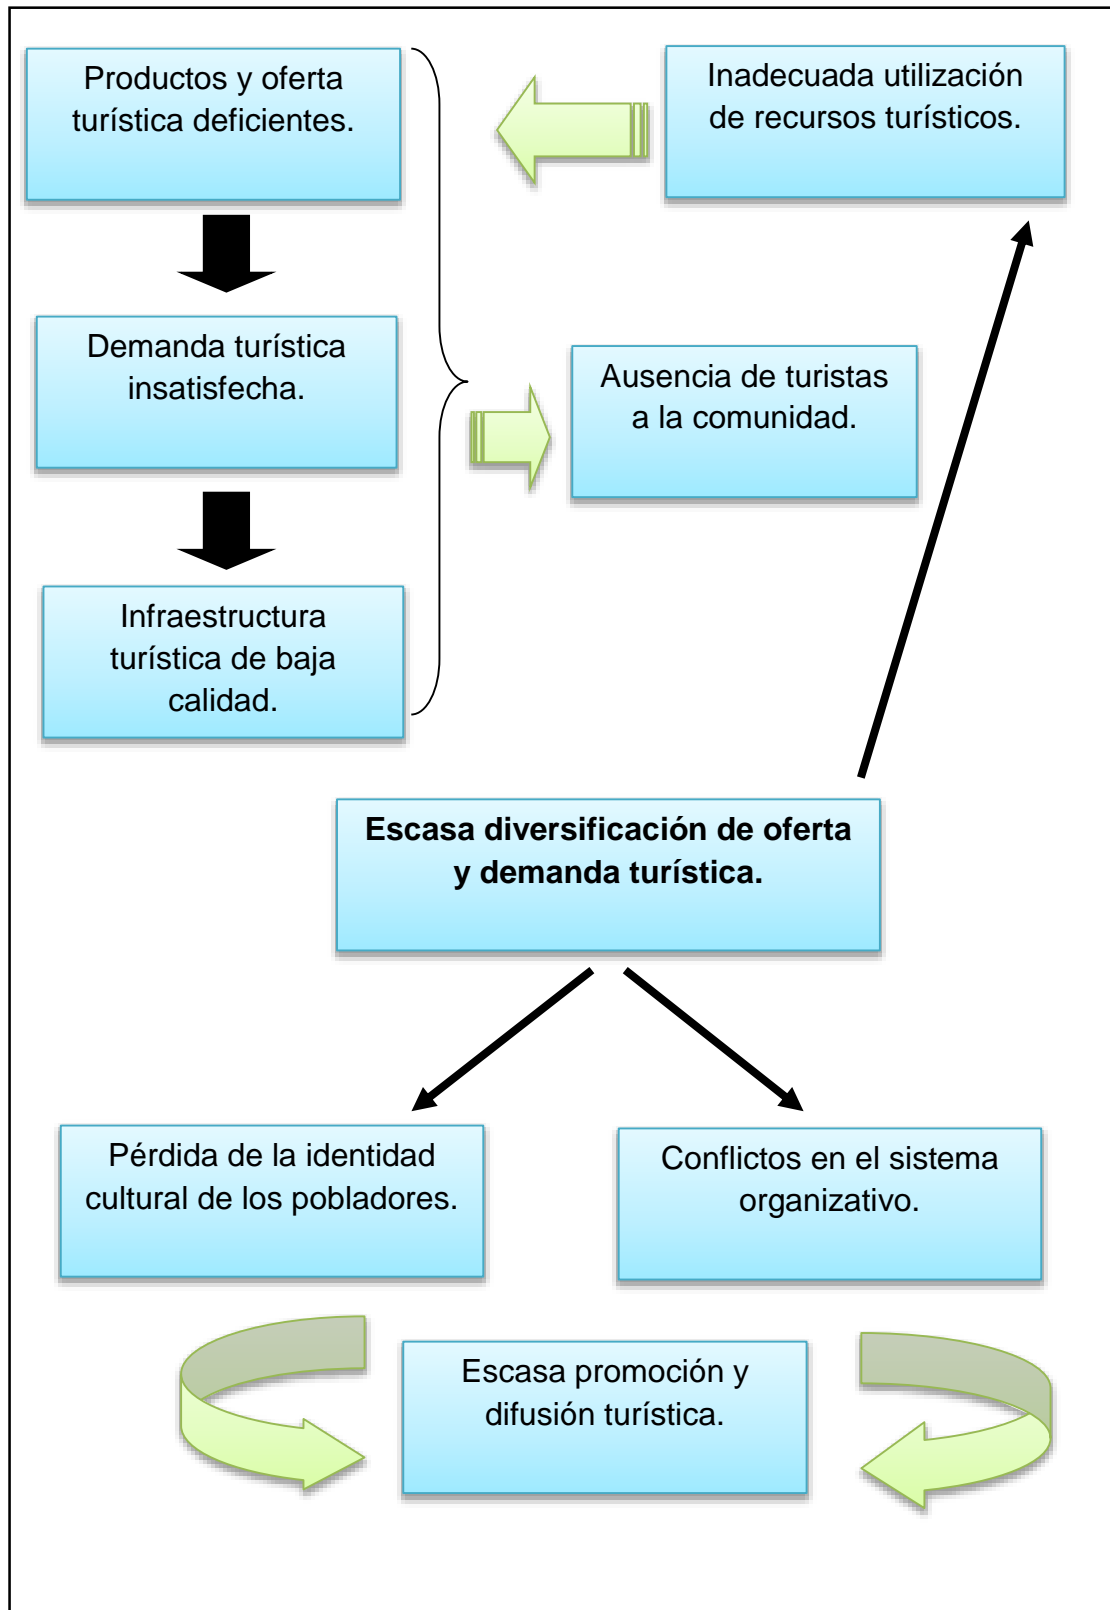 Productos y oferta
turística deficientes.
Inadecuada utilización
de recursos turísticos.
Demanda turística
insatisfecha.
Ausencia de turistas
a la comunidad.
Infraestructura
turística de baja
calidad.
Escasa diversificación de oferta
y demanda turística.
Pérdida de la identidad
cultural de los pobladores.
Conflictos en el sistema
organizativo.
Escasa promoción y
difusión turística.